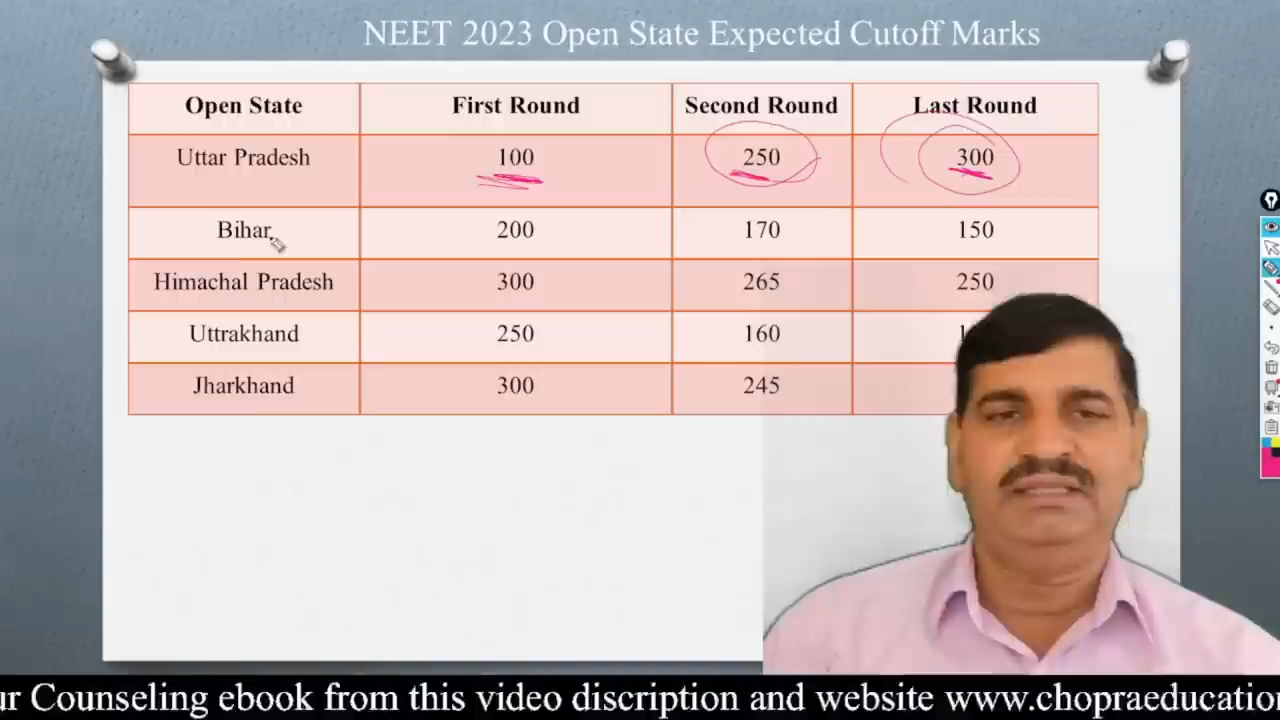 NEET 2023 Open State Expected Cutoff Marks
Open State First Round Second Round Last Round
Uttar Pradesh 100 250 300
Bihar 200 170 150
Himachal Pradesh 300 265 250
Uttrakhand 250 160
Jharkhand 300 245
ur Counseling ebook from this video discription and website www.chopraeducatio